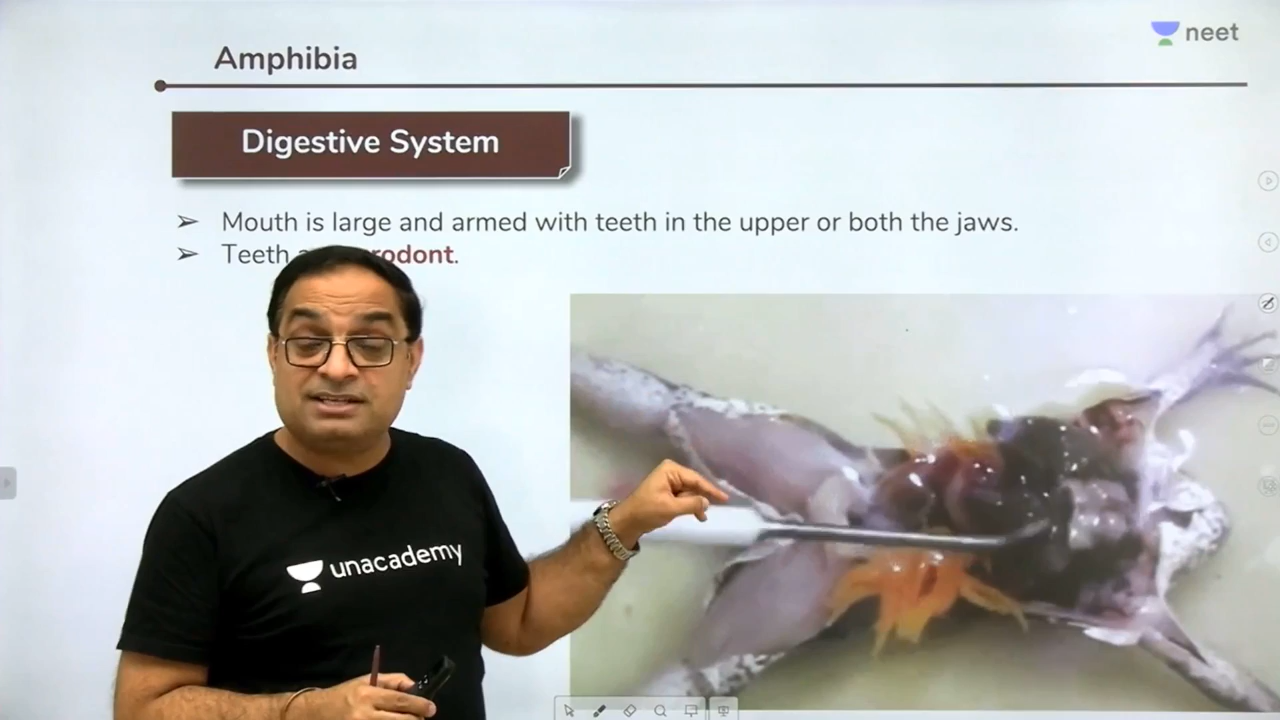 neet
Amphibia
Digestive System
➢ Mouth is large and armed with teeth in the upper or both the jaws.
➢ Teeth rodont.
unacademy